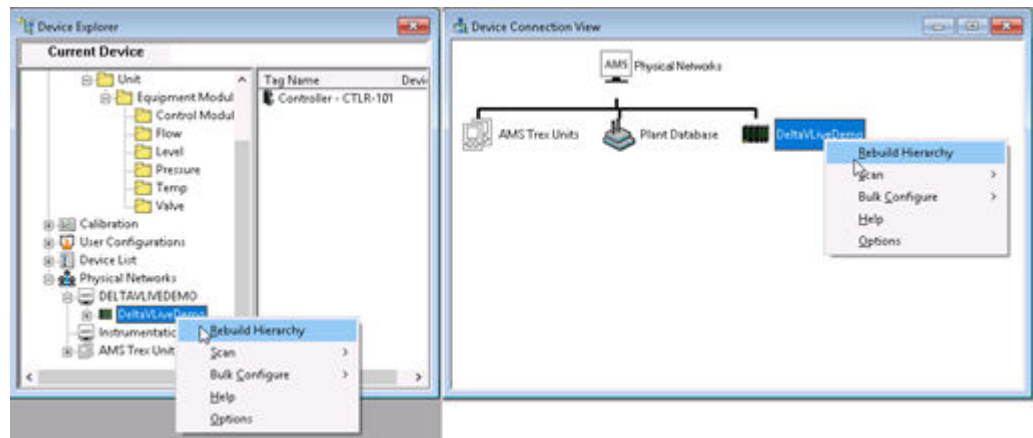 Device Explorer
Current Device
Unit
Equipment Modul
Control Modul
Flow
Level
Pressure
Temp
Valve
Calibration
User Configurations
Device List
Physical Networks
DELTAVLIVEDEMO
DeltaVLiveDemo
Instrumentatic
AMS Trex Unit
Tag Name Devi
Controller - CTLR-101
Rebuild Hierarchy
Scan
Bulk Configure
Help
Options
Device Connection View
AMS Physical Networks
AMS Trex Units Plant Database DeltaVLiveDemo
Rebuild Hierarchy
Scan
Bulk Configure
Help
Options